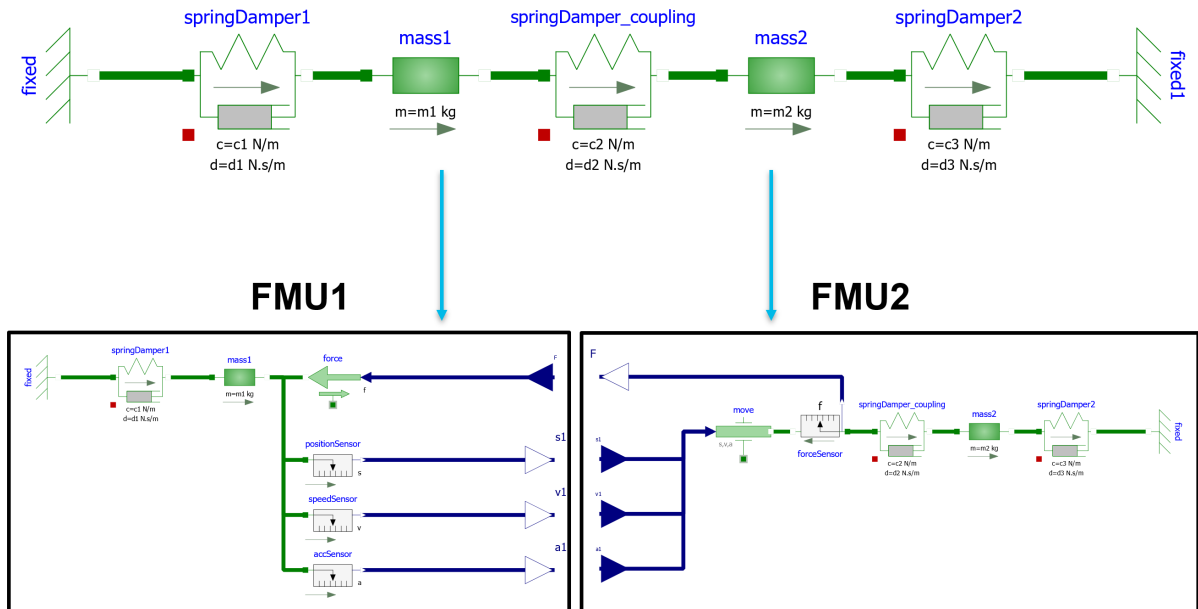 springDamper1
springDamper_coupling
springDamper2
mass1
mass2
fixed
fixed1
m=m1 kg
m=m2 kg
c=c1 N/m
d=d1 N.s/m
c=c2 N/m
d=d2 N.s/m
c=c3 N/m
d=d3 N.s/m
FMU1
FMU2
springDamper1
mass1
force
F
fixed
m=m1 kg
f
c=c1 N/m
d=d1 N.s/m
positionSensor
s1
s
speedSensor
v1
v
accSensor
a1
a
F
move
f
springDamper_coupling
mass2
springDamper2
fixed
s1
s,v,a
forceSensor
m=m2 kg
c=c2 N/m
d=d2 N.s/m
c=c3 N/m
d=d3 N.s/m
v1
a1